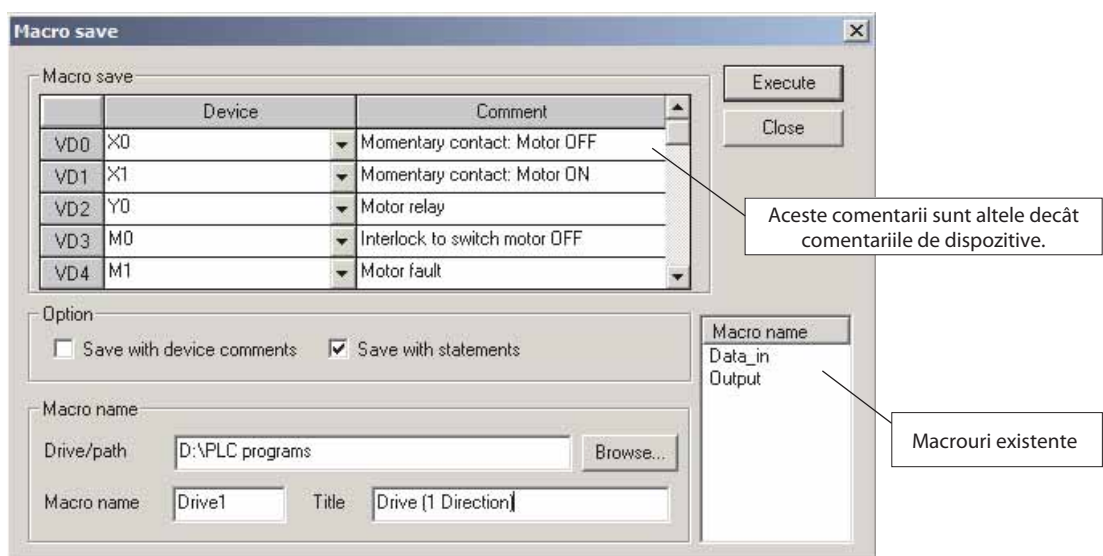 Macro save
Macro save
Execute
Close
Device Comment
VD0 X0 Momentary contact: Motor OFF
VD1 X1 Momentary contact: Motor ON
VD2 Y0 Motor relay
VD3 M0 Interlock to switch motor OFF
VD4 M1 Motor fault
Aceste comentarii sunt altele decât
comentariile de dispozitive.
Option
Save with device comments Save with statements
Macro name
Data_in
Output
Macrouri existente
Macro name
Drive/path D:\PLC programs Browse...
Macro name Drive1 Title Drive (1 Direction)